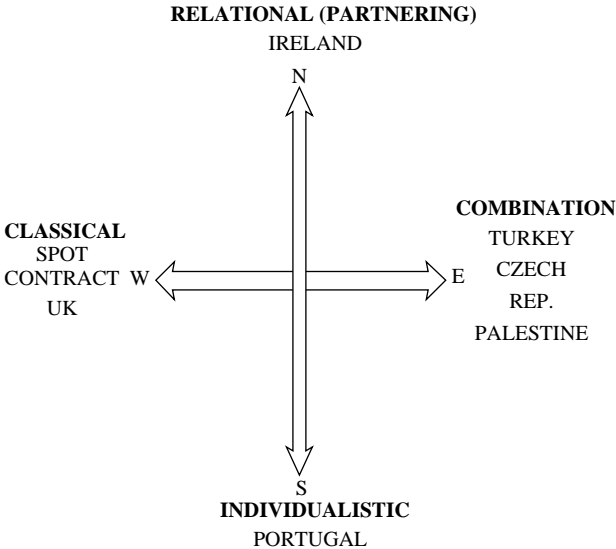 RELATIONAL (PARTNERING)
IRELAND
N
CLASSICAL
SPOT
CONTRACT W
UK
E
COMBINATION
TURKEY
CZECH
REP.
PALESTINE
S
INDIVIDUALISTIC
PORTUGAL